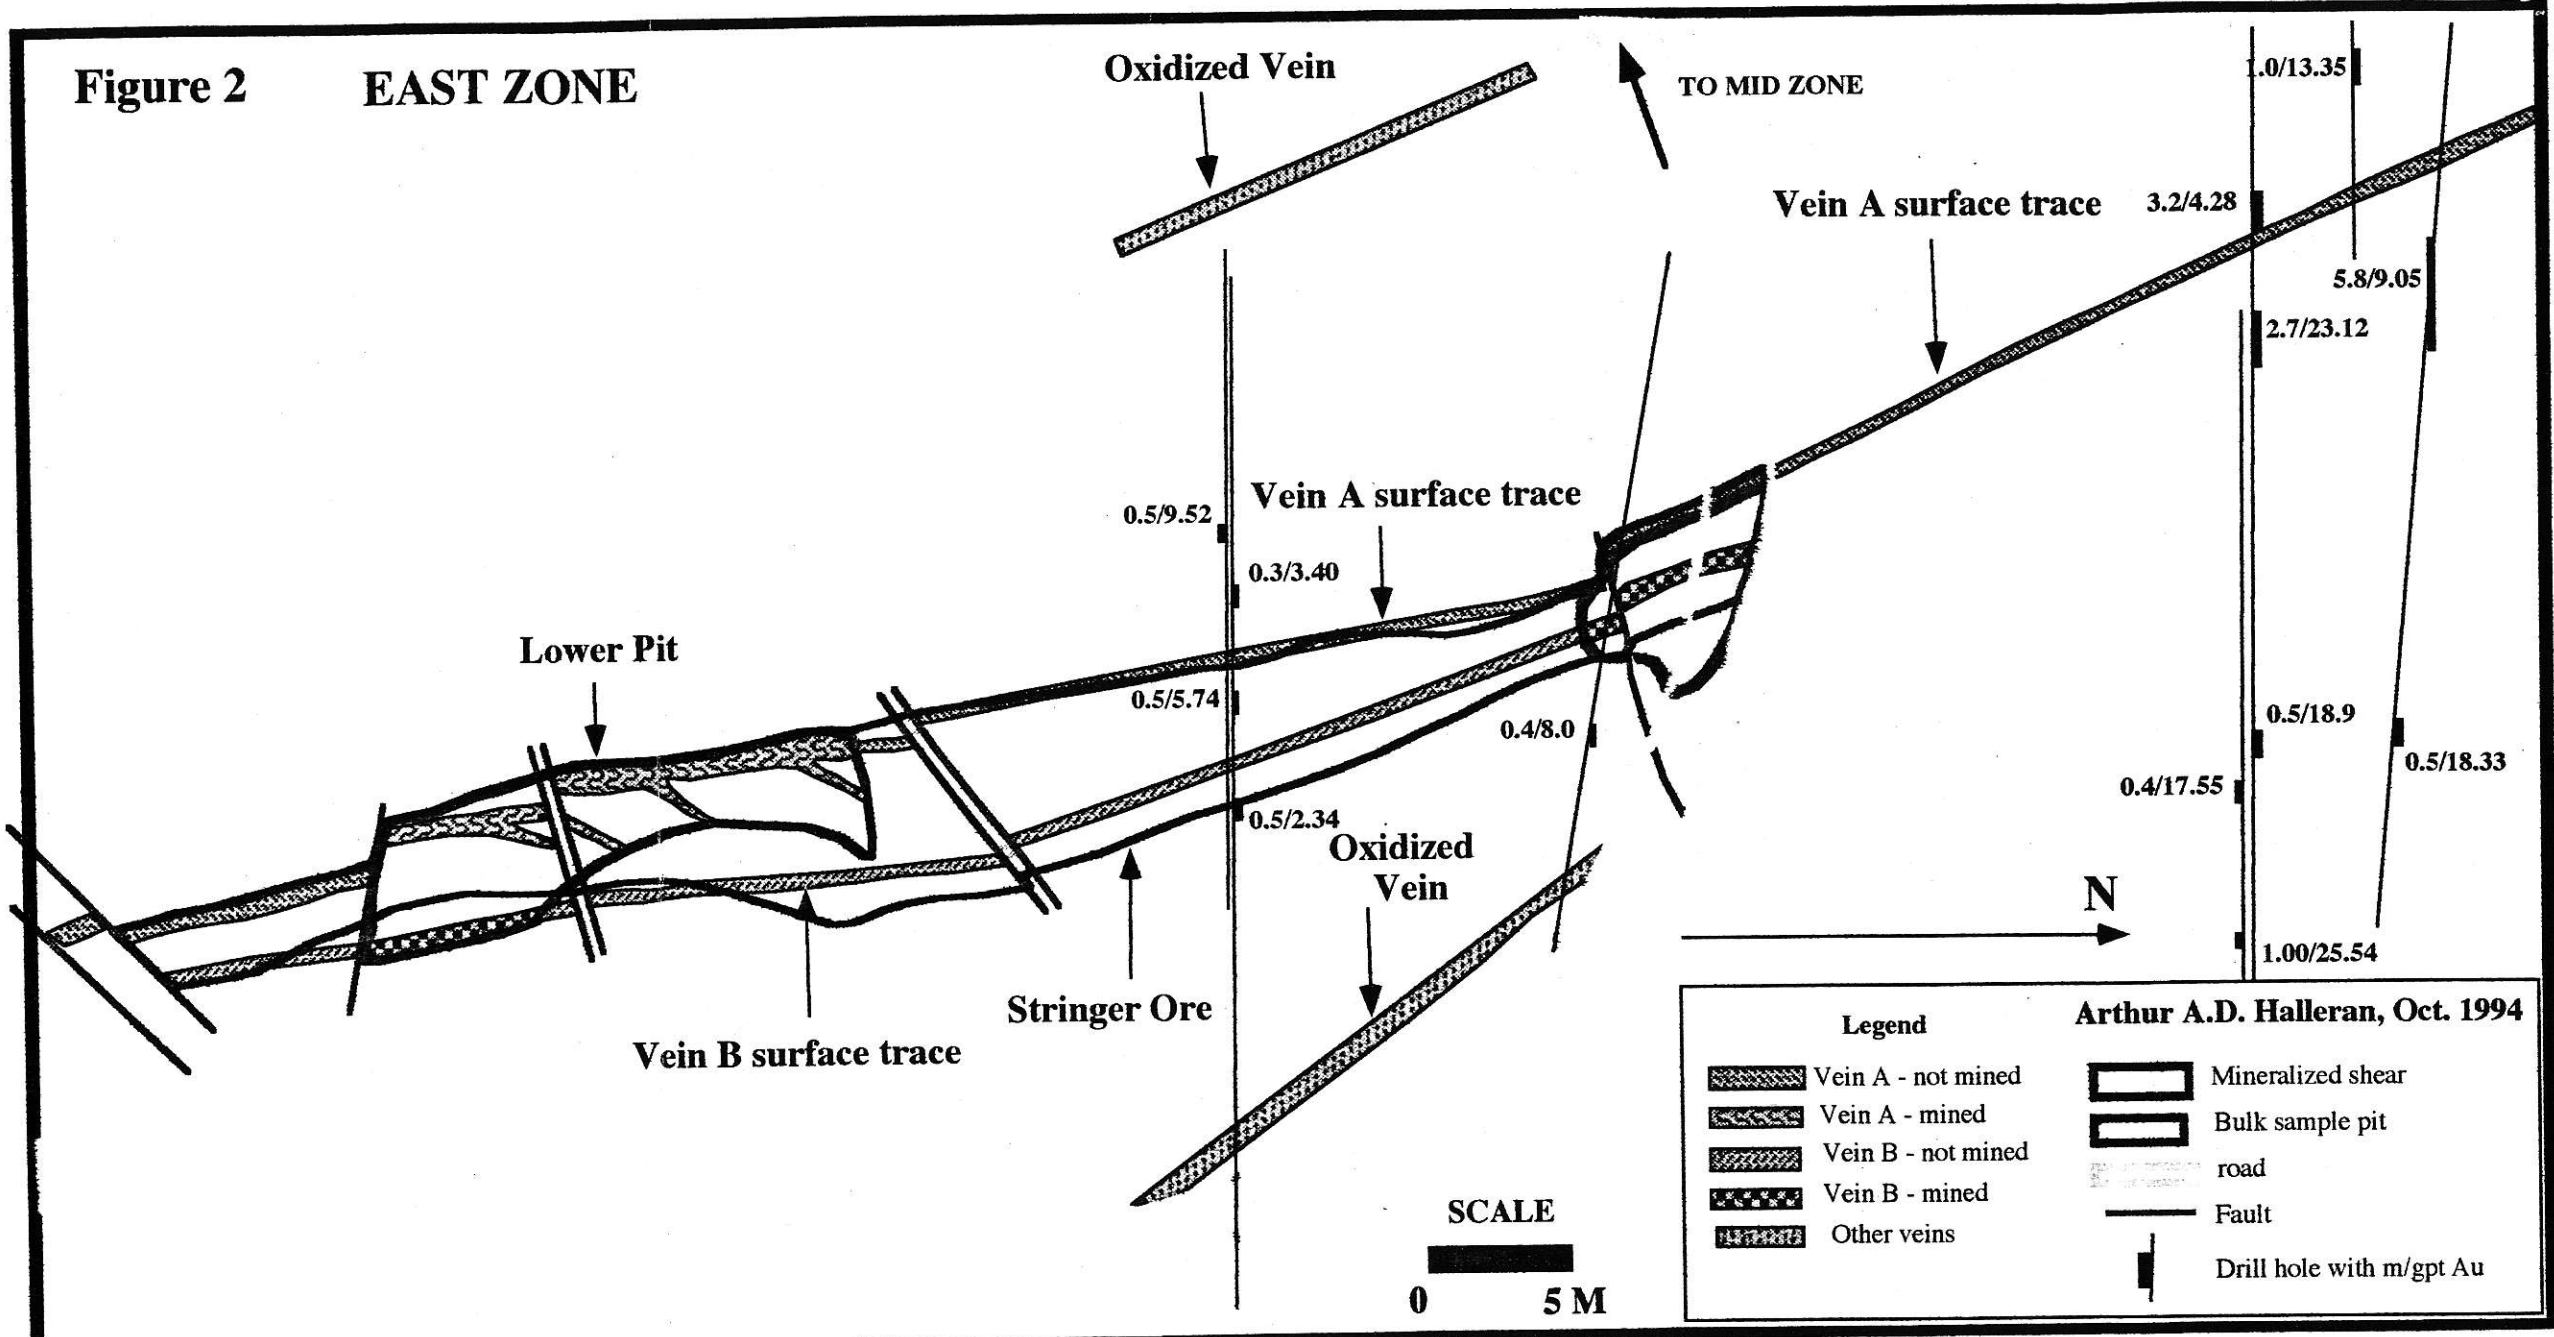 Figure 2 EAST ZONE
Oxidized Vein
TO MID ZONE
1.0/13.35
Vein A surface trace
3.2/4.28
5.8/9.05
2.7/23.12
Vein A surface trace
0.5/9.52
0.3/3.40
Lower Pit
0.5/5.74
0.4/8.0
0.5/18.9
0.5/18.33
0.4/17.55
0.5/2.34
Oxidized
Vein
N
1.00/25.54
Stringer Ore
Vein B surface trace
SCALE
0 5 M
Legend
Arthur A.D. Halleran, Oct. 1994
Vein A - not mined
Vein A - mined
Vein B - not mined
Vein B - mined
Other veins
Mineralized shear
Bulk sample pit
road
Fault
Drill hole with m/gpt Au